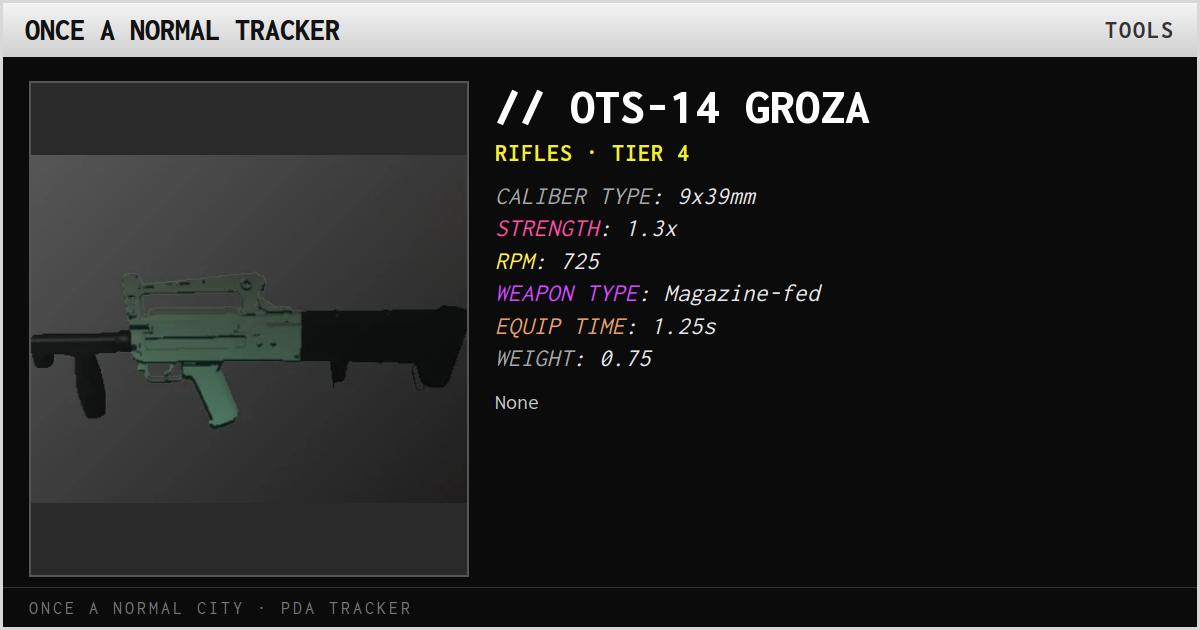 ONCE A NORMAL TRACKER
TOOLS
// OTS-14 GROZA
RIFLES · TIER 4
CALIBER TYPE: 9x39mm
STRENGTH: 1.3x
RPM: 725
WEAPON TYPE: Magazine-fed
EQUIP TIME: 1.25s
WEIGHT: 0.75
None
ONCE A NORMAL CITY · PDA TRACKER